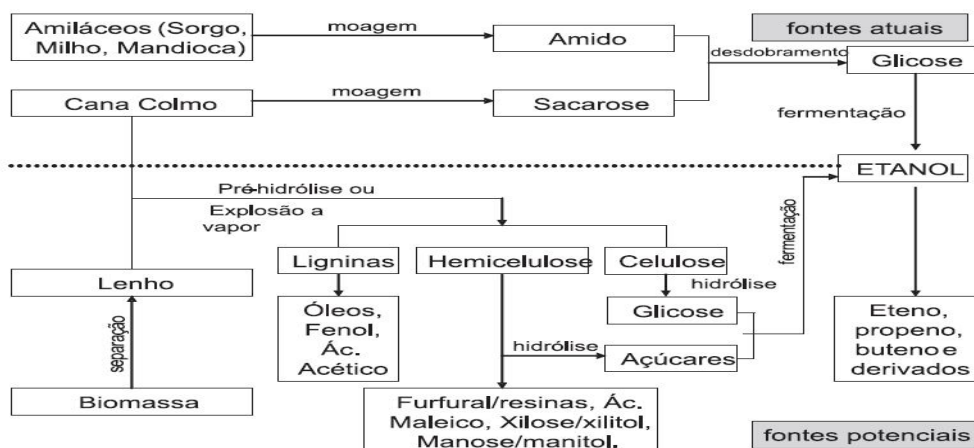 Amiláceos (Sorgo,
Milho, Mandioca)
moagem
Amido
fontes atuais
desdobramento
Glicose
Cana Colmo
moagem
Sacarose
fermentação
ETANOL
Pré-hidrólise ou
Explosão a
vapor
fermentação
Ligninas
Hemicelulose
Celulose
Lenho
hidrólise
Óleos,
Fenol,
Ác.
Acético
Glicose
Eteno,
propeno,
buteno e
derivados
separação
hidrólise
Açúcares
Biomassa
Furfural/resinas, Ác.
Maleico, Xilose/xilitol,
Manose/manitol.
fontes potenciais